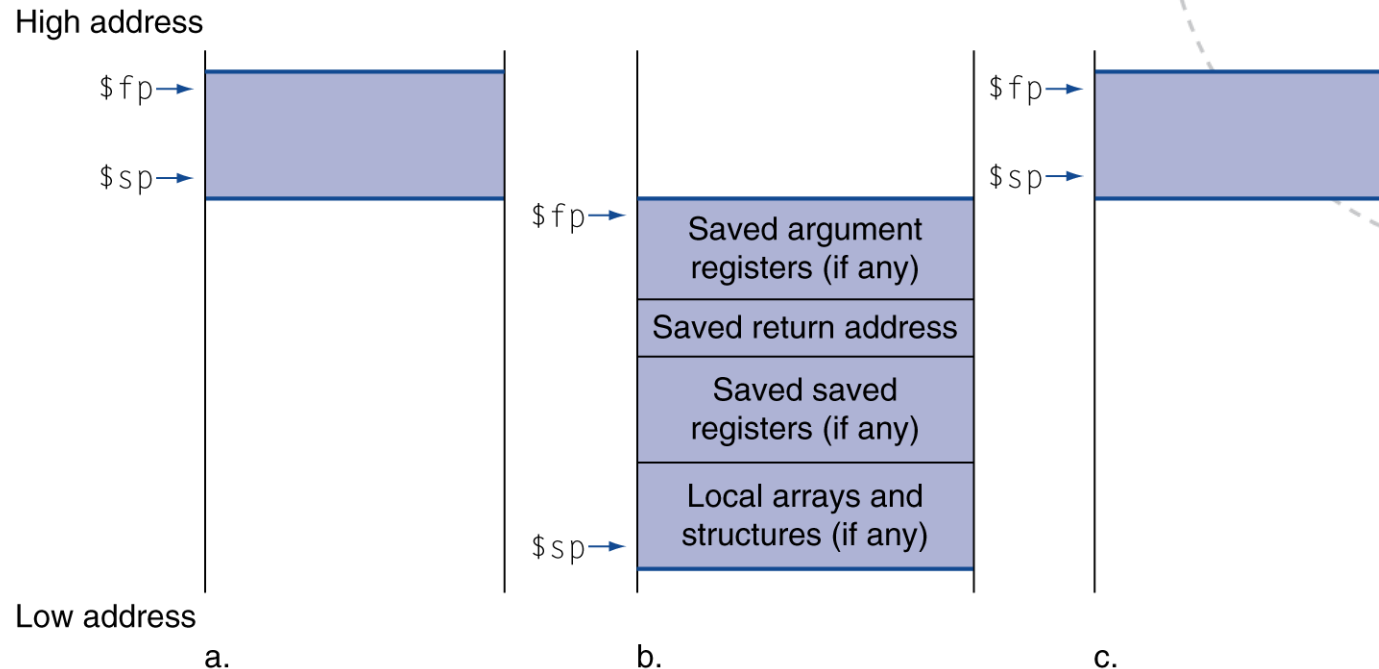 High address
$fp
$sp
$fp
Saved argument
registers (if any)
Saved return address
Saved saved
registers (if any)
Local arrays and
structures (if any)
$sp
$fp
$sp
Low address
a.
b.
c.